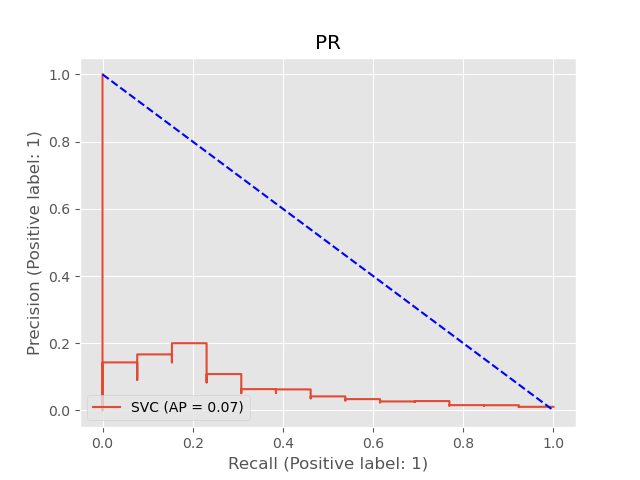 PR
Precision (Positive label: 1)
1.0
0.8
0.6
0.4
0.2
0.0
SVC (AP = 0.07)
0.0 0.2 0.4 0.6 0.8 1.0
Recall (Positive label: 1)